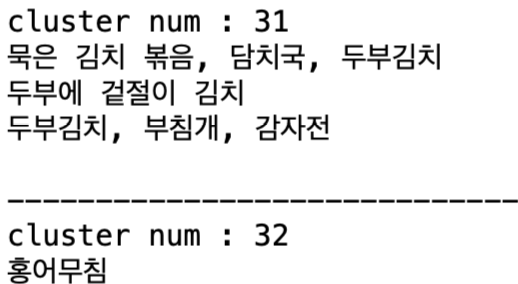 cluster num : 31
묵은 김치 볶음, 담치국, 두부김치
두부에 겉절이 김치
두부김치, 부침개, 감자전
-----------------------------
cluster num : 32
홍어무침